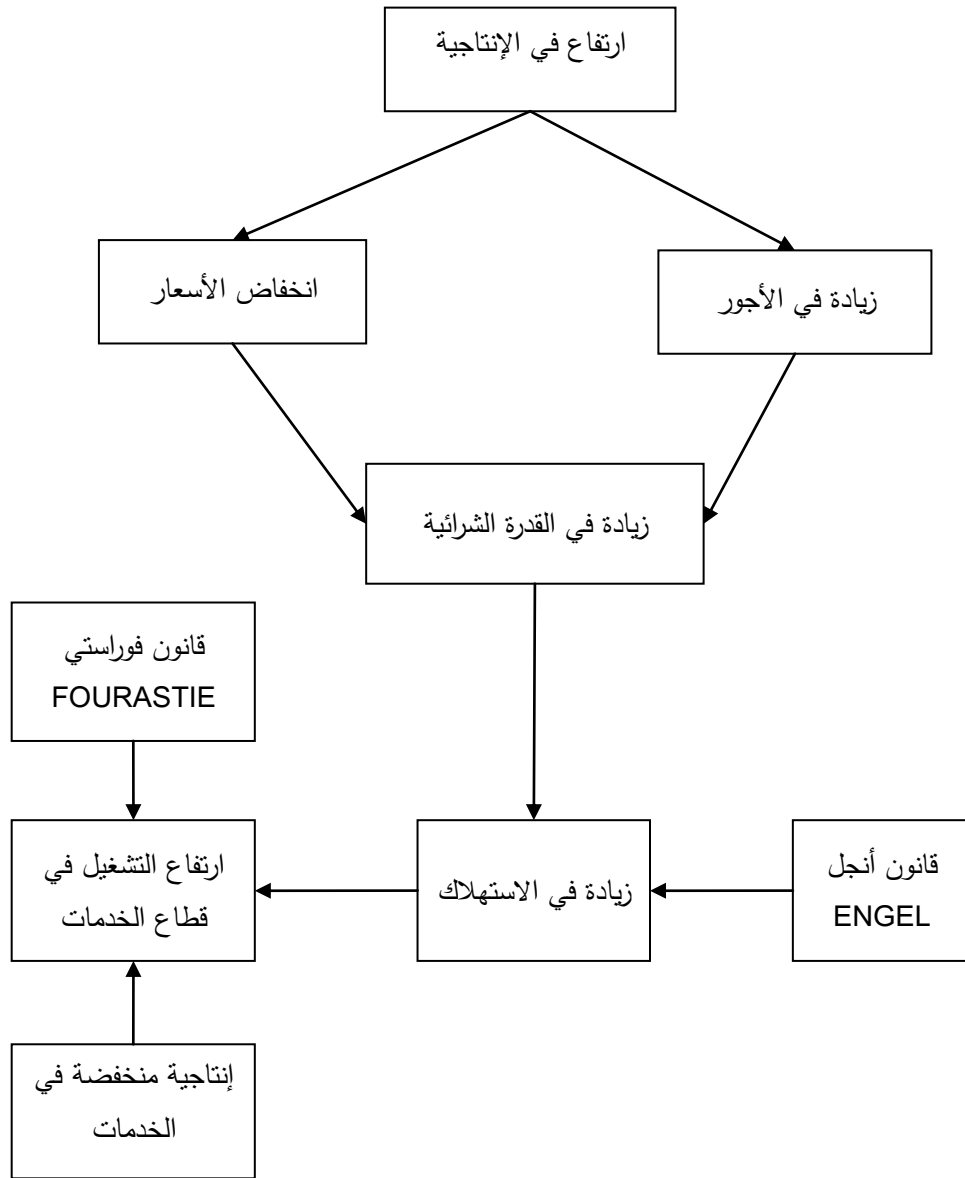 ارتفاع في الإنتاجية
زيادة في الأجور
انخفاض الأسعار
زيادة في القدرة الشرائية
قانون فوراستي
FOURASTIE
قانون أنجل
ENGEL
زيادة في الاستهلاك
ارتفاع التشغيل في
قطاع الخدمات
إنتاجية منخفضة في
الخدمات